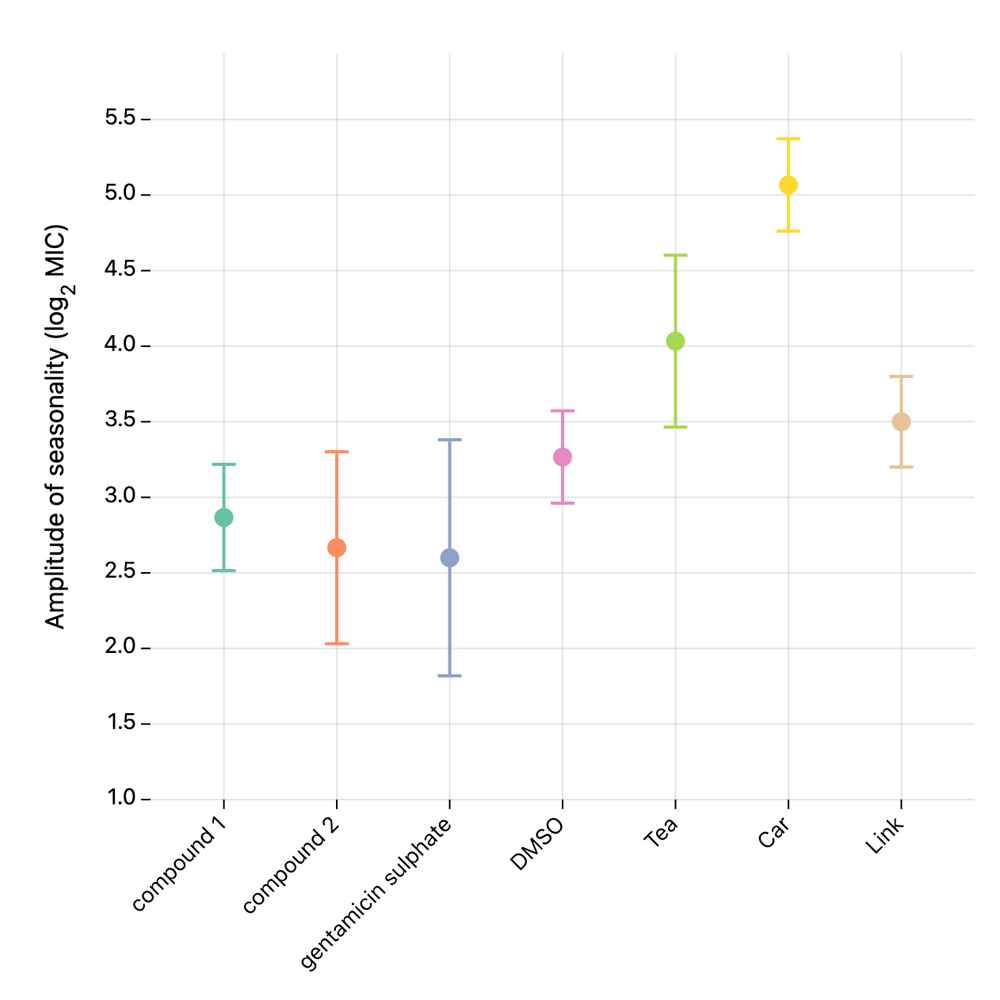 5.5
5.0
4.5
4.0
3.5
3.0
2.5
2.0
1.5
1.0
Amplitude of seasonality (log₂ MIC)
compound 1
compound 2
gentamicin sulphate
DMSO
Tea
Car
Link